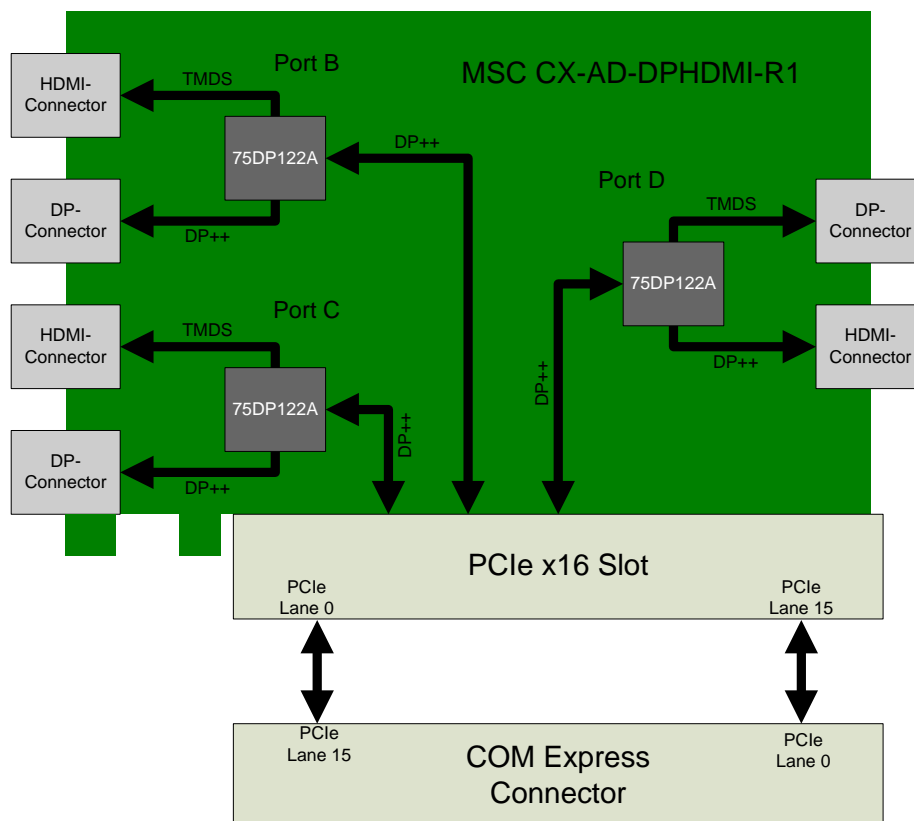 Port B
MSC CX-AD-DPHDMI-R1
HDMI-
Connector
TMDS
75DP122A
DP++
DP-
Connector
DP++
Port D
TMDS
DP-
Connector
75DP122A
HDMI-
Connector
DP++
DP++
Port C
HDMI-
Connector
TMDS
75DP122A
DP++
DP-
Connector
DP++
PCIe x16 Slot
PCIe
Lane 0
PCIe
Lane 15
PCIe
Lane 15
COM Express
Connector
PCIe
Lane 0